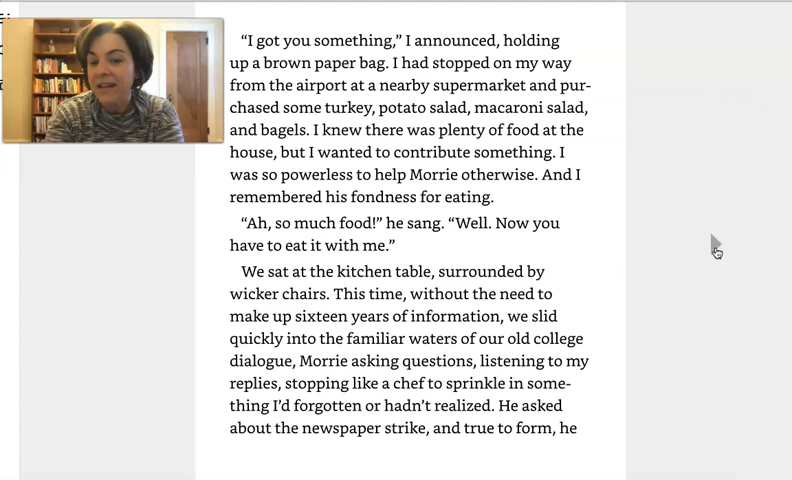 “I got you something,” I announced, holding
up a brown paper bag. I had stopped on my way
from the airport at a nearby supermarket and pur-
chased some turkey, potato salad, macaroni salad,
and bagels. I knew there was plenty of food at the
house, but I wanted to contribute something. I
was so powerless to help Morrie otherwise. And I
remembered his fondness for eating.
“Ah, so much food!” he sang. “Well. Now you
have to eat it with me.”
We sat at the kitchen table, surrounded by
wicker chairs. This time, without the need to
make up sixteen years of information, we slid
quickly into the familiar waters of our old college
dialogue, Morrie asking questions, listening to my
replies, stopping like a chef to sprinkle in some-
thing I’d forgotten or hadn’t realized. He asked
about the newspaper strike, and true to form, he